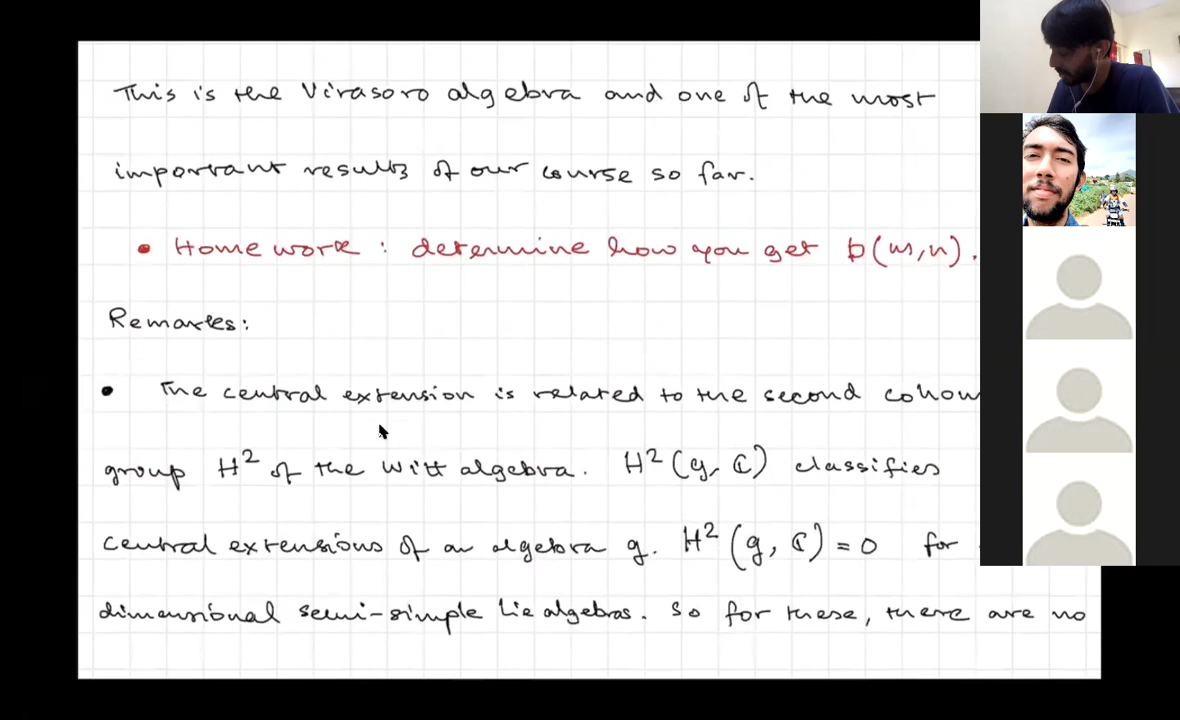 This is the Virasoro algebra and one of the most
important results of our course so far.
• Homework : determine how you get b(m,n).
Remarks:
• The central extension is related to the second cohom
group H² of the Witt algebra. H²(g, ℂ) classifies
central extensions of an algebra g. H²(g, ℂ) = 0 for
dimensional semi-simple Lie algebras. So for these, there are no